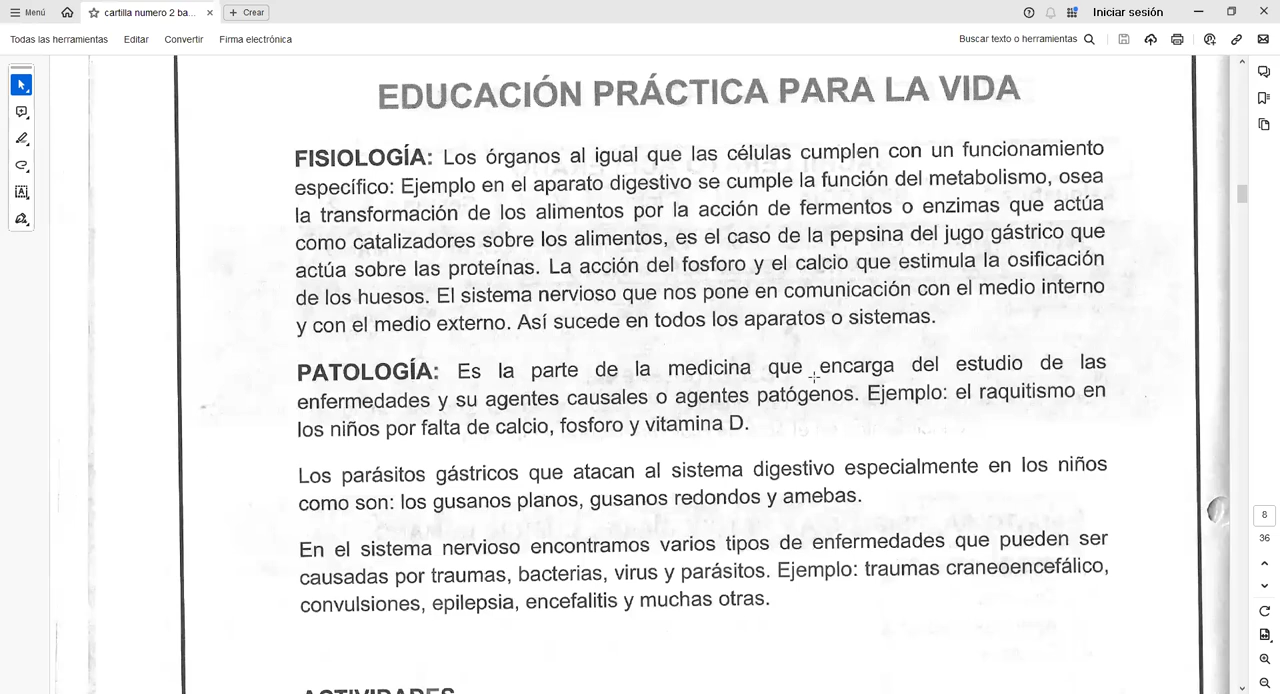 Menú
cartilla numero 2 ba...
Crear
Iniciar sesión
Todas las herramientas
Editar
Convertir
Firma electrónica
Buscar texto o herramientas
EDUCACIÓN PRÁCTICA PARA LA VIDA
FISIOLOGÍA: Los órganos al igual que las células cumplen con un funcionamiento
específico: Ejemplo en el aparato digestivo se cumple la función del metabolismo, osea
la transformación de los alimentos por la acción de fermentos o enzimas que actúa
como catalizadores sobre los alimentos, es el caso de la pepsina del jugo gástrico que
actúa sobre las proteínas. La acción del fosforo y el calcio que estimula la osificación
de los huesos. El sistema nervioso que nos pone en comunicación con el medio interno
y con el medio externo. Así sucede en todos los aparatos o sistemas.
PATOLOGÍA: Es la parte de la medicina que encarga del estudio de las
enfermedades y su agentes causales o agentes patógenos. Ejemplo: el raquitismo en
los niños por falta de calcio, fosforo y vitamina D.
Los parásitos gástricos que atacan al sistema digestivo especialmente en los niños
como son: los gusanos planos, gusanos redondos y amebas.
En el sistema nervioso encontramos varios tipos de enfermedades que pueden ser
causadas por traumas, bacterias, virus y parásitos. Ejemplo: traumas craneoencefálico,
convulsiones, epilepsia, encefalitis y muchas otras.
ACTIVIDADES
8
36